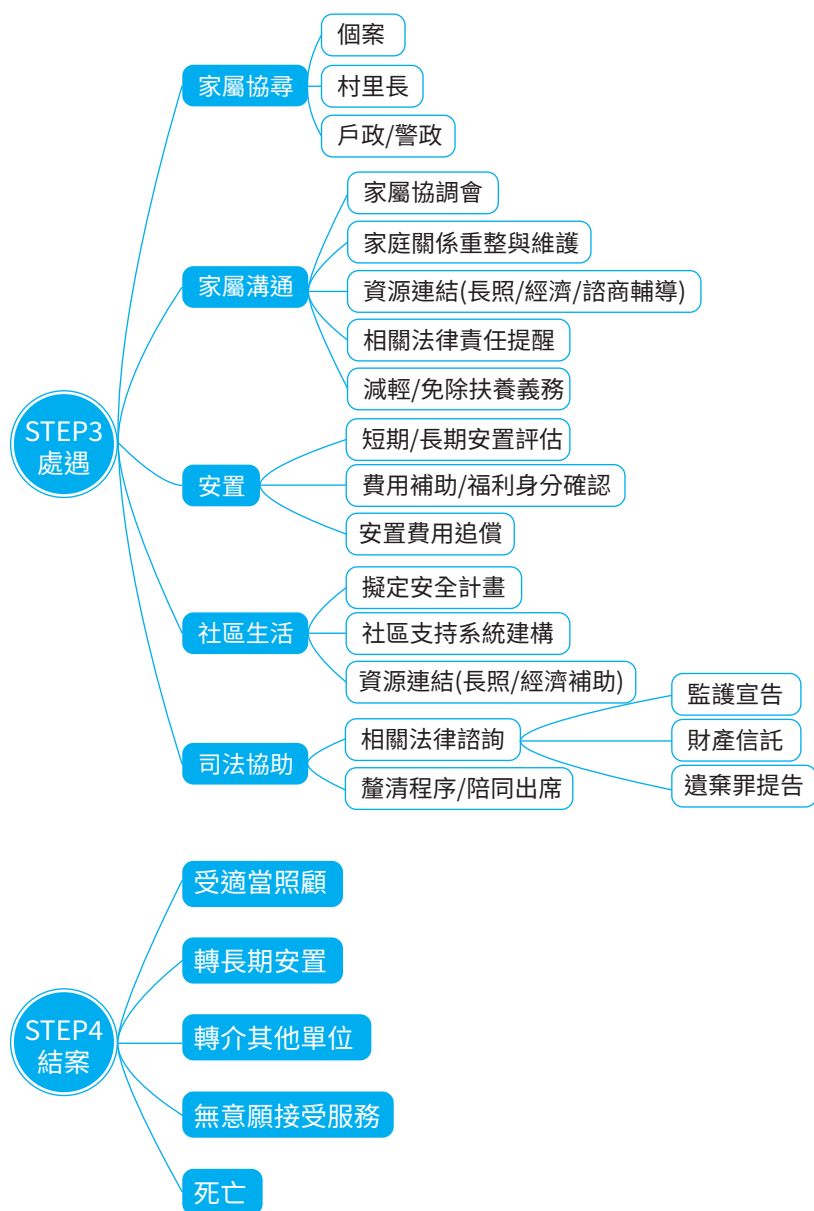 STEP3
處遇
家屬協尋
個案
村里長
戶政/警政
家屬溝通
家屬協調會
家庭關係重整與維護
資源連結(長照/經濟/諮商輔導)
相關法律責任提醒
減輕/免除扶養義務
安置
短期/長期安置評估
費用補助/福利身分確認
安置費用追償
社區生活
擬定安全計畫
社區支持系統建構
資源連結(長照/經濟補助)
司法協助
相關法律諮詢
監護宣告
財產信託
遺棄罪提告
釐清程序/陪同出席
STEP4
結案
受適當照顧
轉長期安置
轉介其他單位
無意願接受服務
死亡